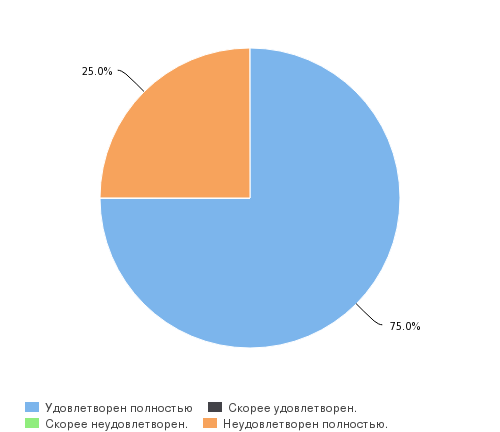 25.0%
75.0%
Удовлетворен полностью Скорее удовлетворен.
Скорее неудовлетворен. Неудовлетворен полностью.